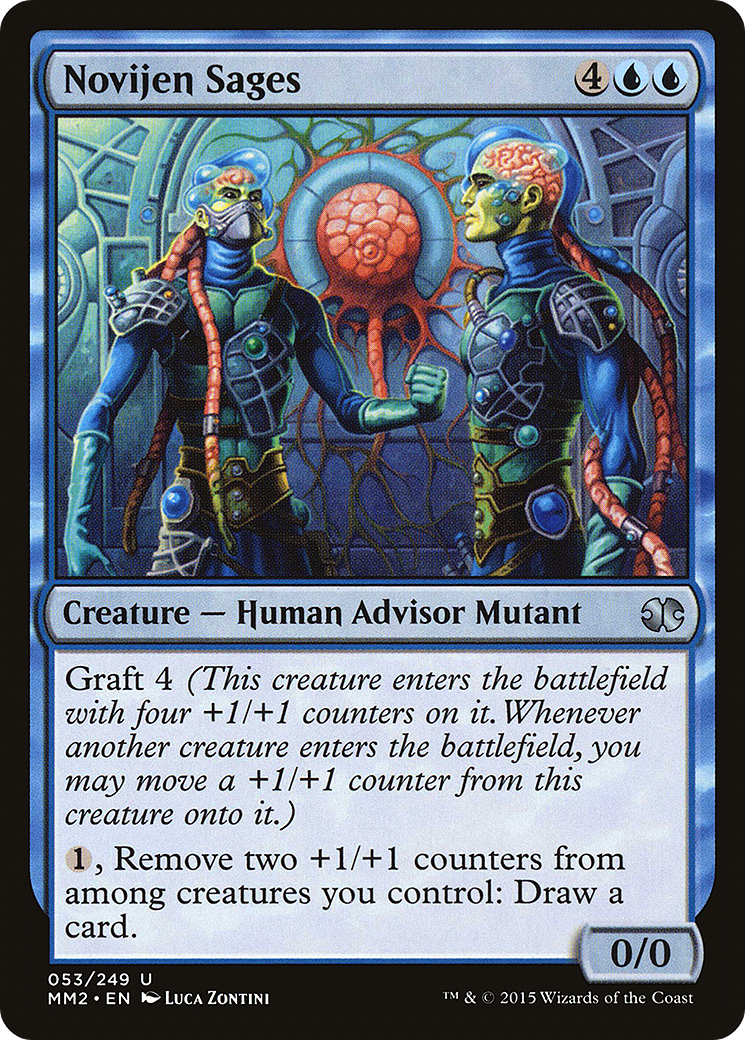 Novijen Sages 4
Creature — Human Advisor Mutant
Graft 4 (This creature enters the battlefield
with four +1/+1 counters on it. Whenever
another creature enters the battlefield, you
may move a +1/+1 counter from this
creature onto it.)
1, Remove two +1/+1 counters from
among creatures you control: Draw a
card.
0/0
053/249 U
MM2 • EN Luca Zontini
™ & © 2015 Wizards of the Coast